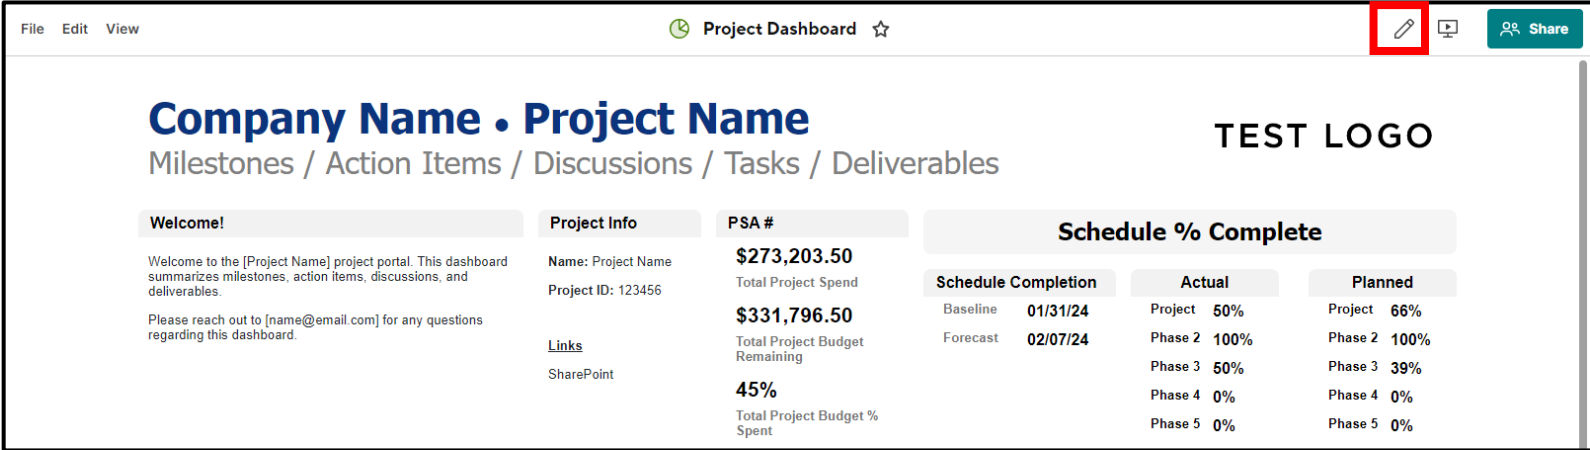 File Edit View
Project Dashboard
Share
Company Name • Project Name
TEST LOGO
Milestones / Action Items / Discussions / Tasks / Deliverables
Welcome!
Welcome to the [Project Name] project portal. This dashboard
summarizes milestones, action items, discussions, and
deliverables.
Please reach out to [name@email.com] for any questions
regarding this dashboard.
Project Info
Name: Project Name
Project ID: 123456
Links
SharePoint
PSA #
$273,203.50
Total Project Spend
$331,796.50
Total Project Budget
Remaining
45%
Total Project Budget %
Spent
Schedule % Complete
Schedule Completion
Baseline 01/31/24
Forecast 02/07/24
Actual
Project 50%
Phase 2 100%
Phase 3 50%
Phase 4 0%
Phase 5 0%
Planned
Project 66%
Phase 2 100%
Phase 3 39%
Phase 4 0%
Phase 5 0%